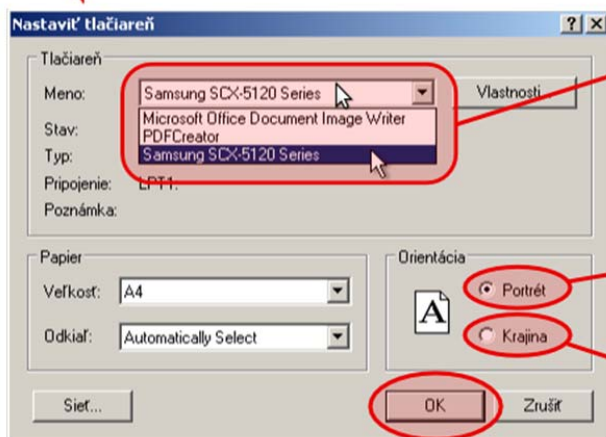 Nastaviť tlačiareň
Tlačiareň
Meno: Samsung SCX-5120 Series Vlastnosti...
Stav: Microsoft Office Document Image Writer
PDFCreator
Typ: Samsung SCX-5120 Series
Pripojenie: LPT1:
Poznámka:
Papier
Veľkosť: A4
Odkiaľ: Automatically Select
Orientácia
A
Portrét
Krajina
Sieť... OK Zrušiť